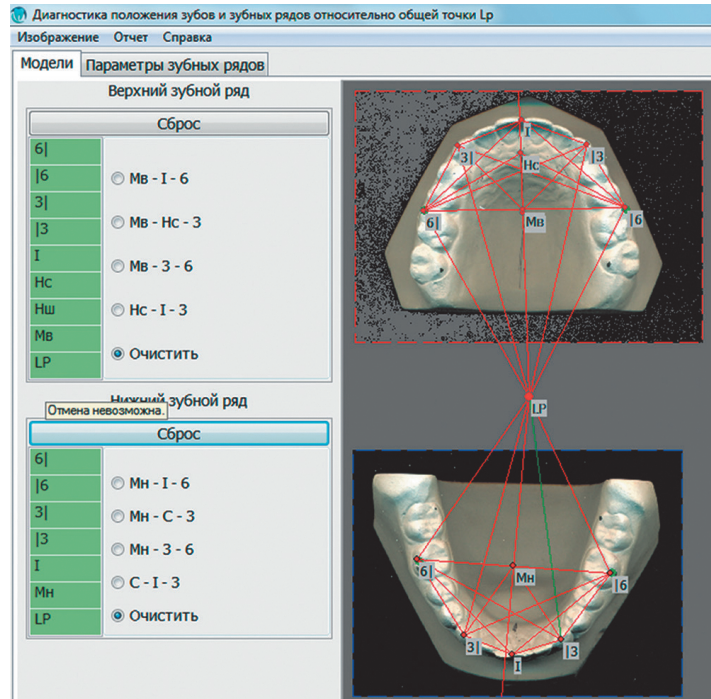 Диагностика положения зубов и зубных рядов относительно общей точки Lp
Изображение Отчет Справка
Модели Параметры зубных рядов
Верхний зубной ряд
Сброс
6|
|6
3|
|3
I
Нс
Нш
Мв
LP
Мв - I - 6
Мв - Нс - 3
Мв - 3 - 6
Нс - I - 3
Очистить
Нижний зубной ряд
Отмена невозможна.
Сброс
6|
|6
3|
|3
I
Мн
LP
Мн - I - 6
Мн - С - 3
Мн - 3 - 6
С - I - 3
Очистить
I
3|
|3
Нс
6|
Мв
|6
LP
6|
Мн
|6
3|
|3
I